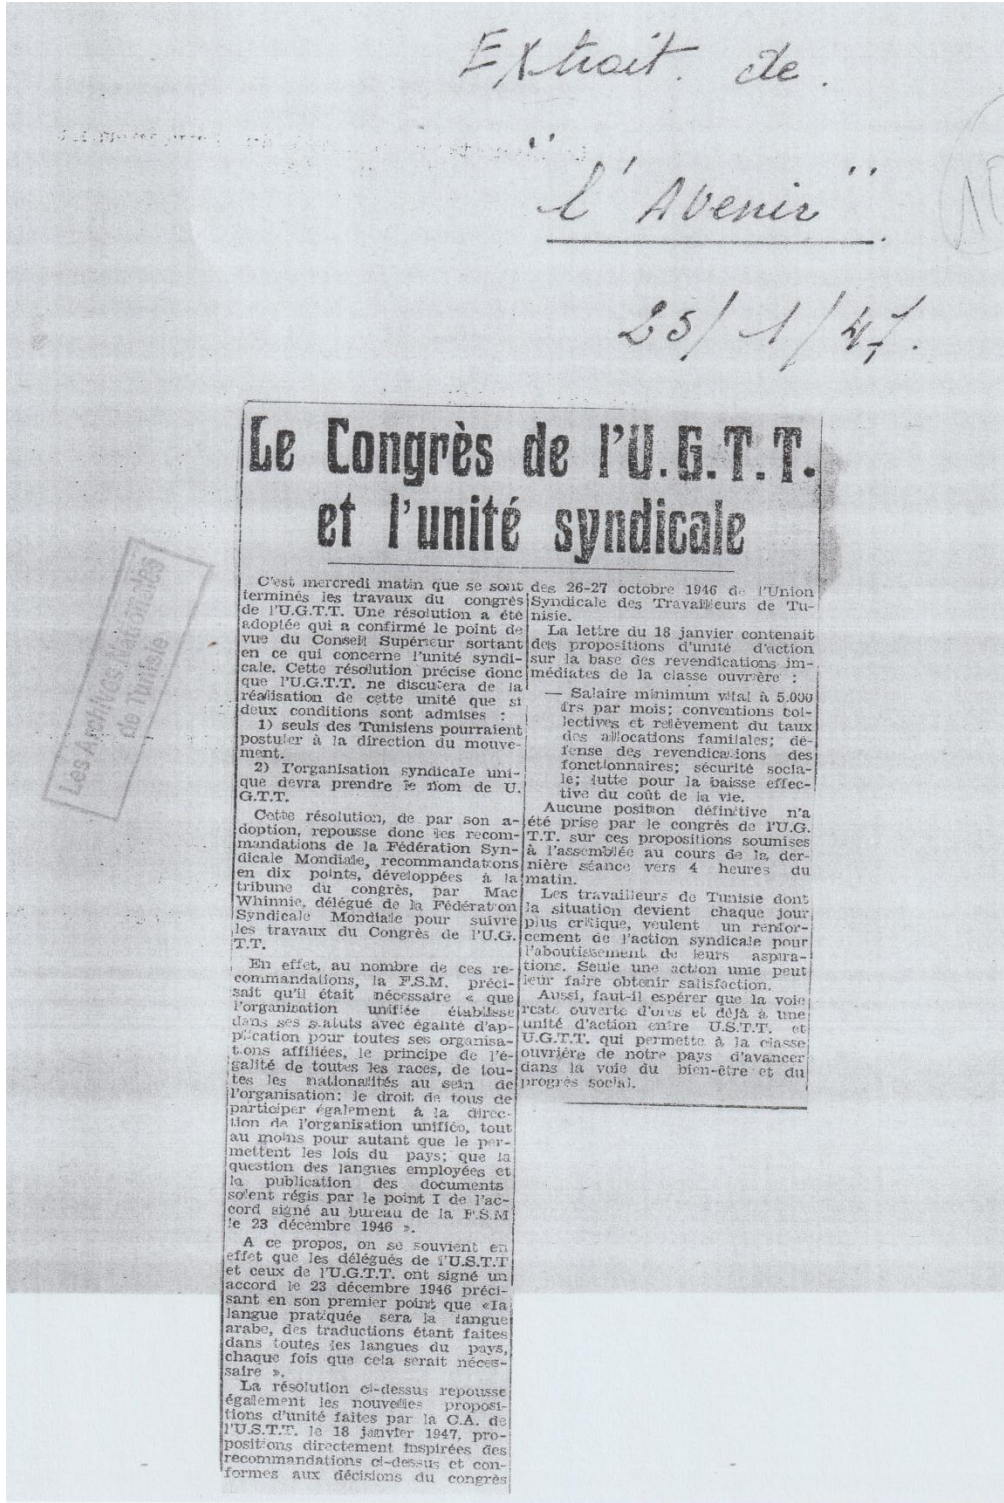 Extrait de
"l'Avenir"
25/1/47.
Les Archives Nationales
de Tunisie
Le Congrès de l'U.G.T.T.
et l'unité syndicale
C'est mercredi matin que se sont
terminés les travaux du congrès
de l'U.G.T.T. Une résolution a été
adoptée qui a confirmé le point de
vue du Conseil Supérieur sortant
en ce qui concerne l'unité syndi-
cale. Cette résolution précise donc
que l'U.G.T.T. ne discutera de la
réalisation de cette unité que si
deux conditions sont admises :
1) seuls des Tunisiens pourraient
postuler à la direction du mouve-
ment.
2) l'organisation syndicale uni-
que devra prendre le nom de U.
G.T.T.
Cette résolution, de par son a-
doption, repousse donc les recom-
mandations de la Fédération Syn-
dicale Mondiale, recommandations
en dix points, développées à la
tribune du congrès, par Mac
Whinnie, délégué de la Fédération
Syndicale Mondiale pour suivre
les travaux du Congrès de l'U.G.
T.T.
En effet, au nombre de ces re-
commandations, la F.S.M. préci-
sait qu'il était nécessaire « que
l'organisation unifiée établisse
dans ses statuts avec égalité d'ap-
plication pour toutes ses organisa-
tions affiliées, le principe de l'é-
galité de toutes les races, de tou-
tes les nationalités au sein de
l'organisation; le droit de tous de
participer également à la direc-
tion de l'organisation unifiée, tout
au moins pour autant que le per-
mettent les lois du pays; que la
question des langues employées et
la publication des documents
soient régis par le point I de l'ac-
cord signé au bureau de la F.S.M
le 23 décembre 1946 ».
A ce propos, on se souvient en
effet que les délégués de l'U.S.T.T
et ceux de l'U.G.T.T. ont signé un
accord le 23 décembre 1946 préci-
sant en son premier point que «la
langue pratiquée sera la langue
arabe, des traductions étant faites
dans toutes les langues du pays,
chaque fois que cela serait néces-
saire ».
La résolution ci-dessus repousse
également les nouvelles proposi-
tions d'unité faites par la C.A. de
l'U.S.T.T. le 18 janvier 1947, pro-
positions directement inspirées des
recommandations ci-dessus et con-
formes aux décisions du congrès
des 26-27 octobre 1946 de l'Union
Syndicale des Travailleurs de Tu-
nisie.
La lettre du 18 janvier contenait
des propositions d'unité d'action
sur la base des revendications im-
médiates de la classe ouvrière :
— Salaire minimum vital à 5.000
frs par mois; conventions col-
lectives et relèvement du taux
des allocations familales; dé-
fense des revendications des
fonctionnaires; sécurité socia-
le; lutte pour la baisse effec-
tive du coût de la vie.
Aucune position définitive n'a
été prise par le congrès de l'U.G.
T.T. sur ces propositions soumises
à l'assemblée au cours de la der-
nière séance vers 4 heures du
matin.
Les travailleurs de Tunisie dont
la situation devient chaque jour
plus critique, veulent un renfor-
cement de l'action syndicale pour
l'aboutissement de leurs aspira-
tions. Seule une action unie peut
leur faire obtenir satisfaction.
Aussi, faut-il espérer que la voie
reste ouverte d'ores et déjà à une
unité d'action entre U.S.T.T. et
U.G.T.T. qui permette à la classe
ouvrière de notre pays d'avancer
dans la voie du bien-être et du
progrès social.